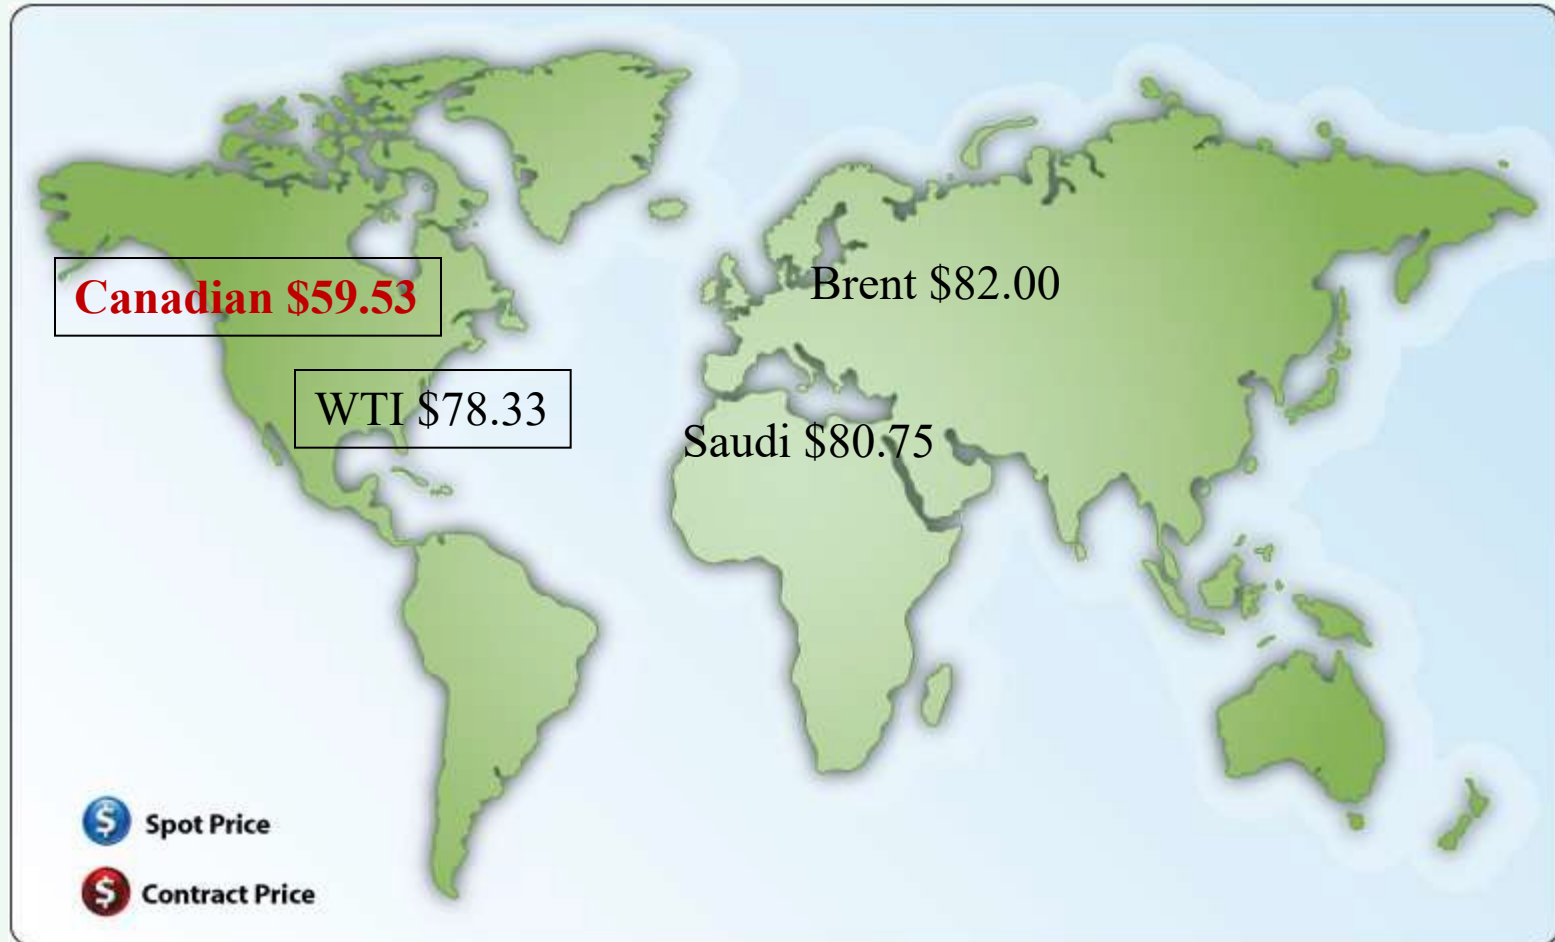 Brent $82.00
Canadian $59.53
WTI $78.33
Saudi $80.75
$ Spot Price
$ Contract Price